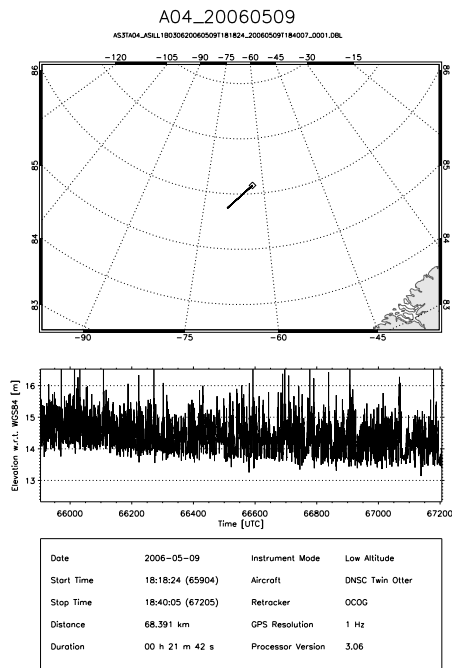 A04_20060509
AS3TA04_ASILL1B030620060509T181824_20060509T184007_0001.DBL
-120 -105 -90 -75 -60 -45 -30 -15
86 86
85 85
84 84
83 83
-90 -75 -60 -45
Elevation w.r.t. WGS84 [m]
16
15
14
13
66000 66200 66400 66600 66800 67000 67200
Time [UTC]
Date 2006-05-09 Instrument Mode Low Altitude
Start Time 18:18:24 (65904) Aircraft DNSC Twin Otter
Stop Time 18:40:05 (67205) Retracker OCOG
Distance 68.391 km GPS Resolution 1 Hz
Duration 00 h 21 m 42 s Processor Version 3.06